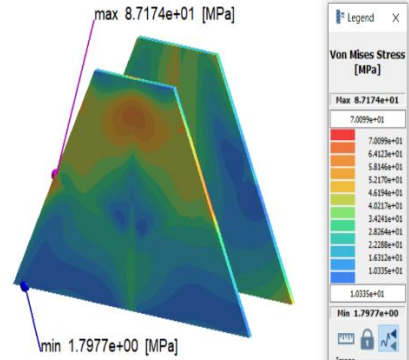 max 8.7174e+01 [MPa]
min 1.7977e+00 [MPa]
Legend X
Von Mises Stress
[MPa]
Max 8.7174e+01
7.0099e+01
7.0099e+01
6.4123e+01
5.8146e+01
5.2170e+01
4.6194e+01
4.0217e+01
3.4241e+01
2.8264e+01
2.2288e+01
1.6312e+01
1.0335e+01
1.0335e+01
Min 1.7977e+00
Image